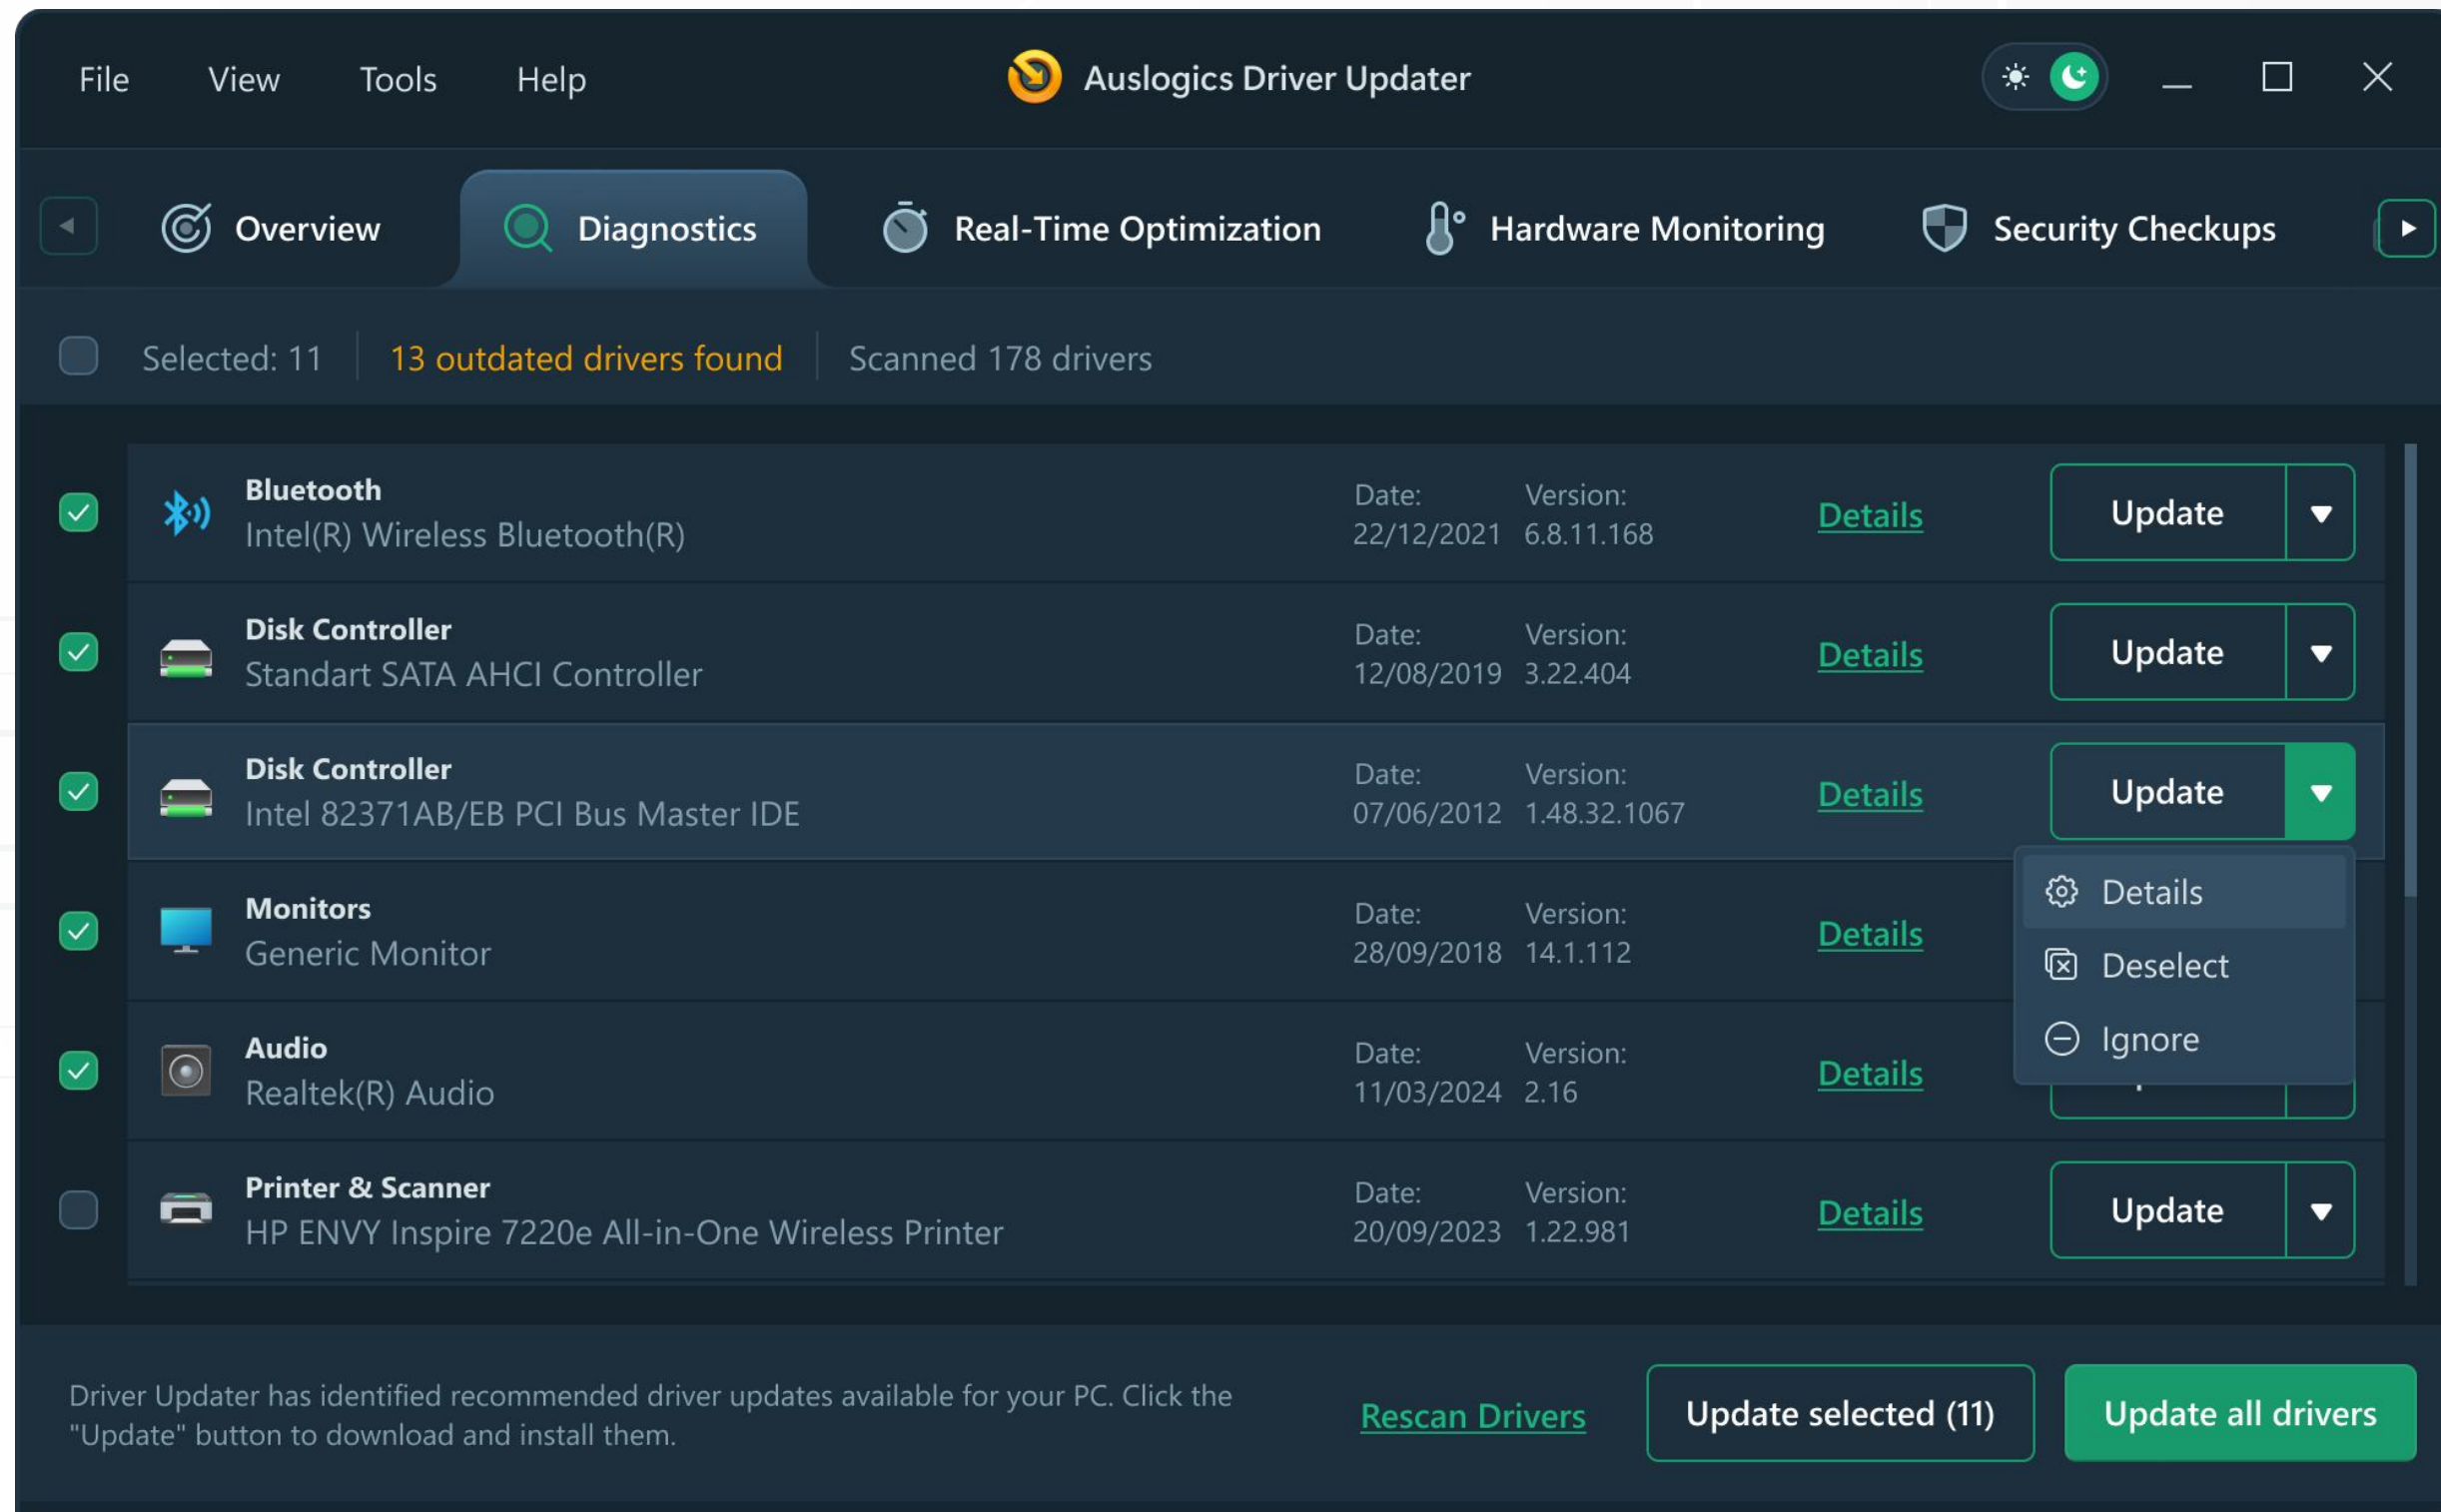 File View Tools Help Auslogics Driver Updater
Overview Diagnostics Real-Time Optimization Hardware Monitoring Security Checkups
Selected: 11 13 outdated drivers found Scanned 178 drivers
Bluetooth
Intel(R) Wireless Bluetooth(R)
Date: Version:
22/12/2021 6.8.11.168
Details
Update
Disk Controller
Standart SATA AHCI Controller
Date: Version:
12/08/2019 3.22.404
Details
Update
Disk Controller
Intel 82371AB/EB PCI Bus Master IDE
Date: Version:
07/06/2012 1.48.32.1067
Details
Update
Details
Deselect
Ignore
Monitors
Generic Monitor
Date: Version:
28/09/2018 14.1.112
Details
Audio
Realtek(R) Audio
Date: Version:
11/03/2024 2.16
Details
Printer & Scanner
HP ENVY Inspire 7220e All-in-One Wireless Printer
Date: Version:
20/09/2023 1.22.981
Details
Update
Driver Updater has identified recommended driver updates available for your PC. Click the
"Update" button to download and install them.
Rescan Drivers
Update selected (11)
Update all drivers